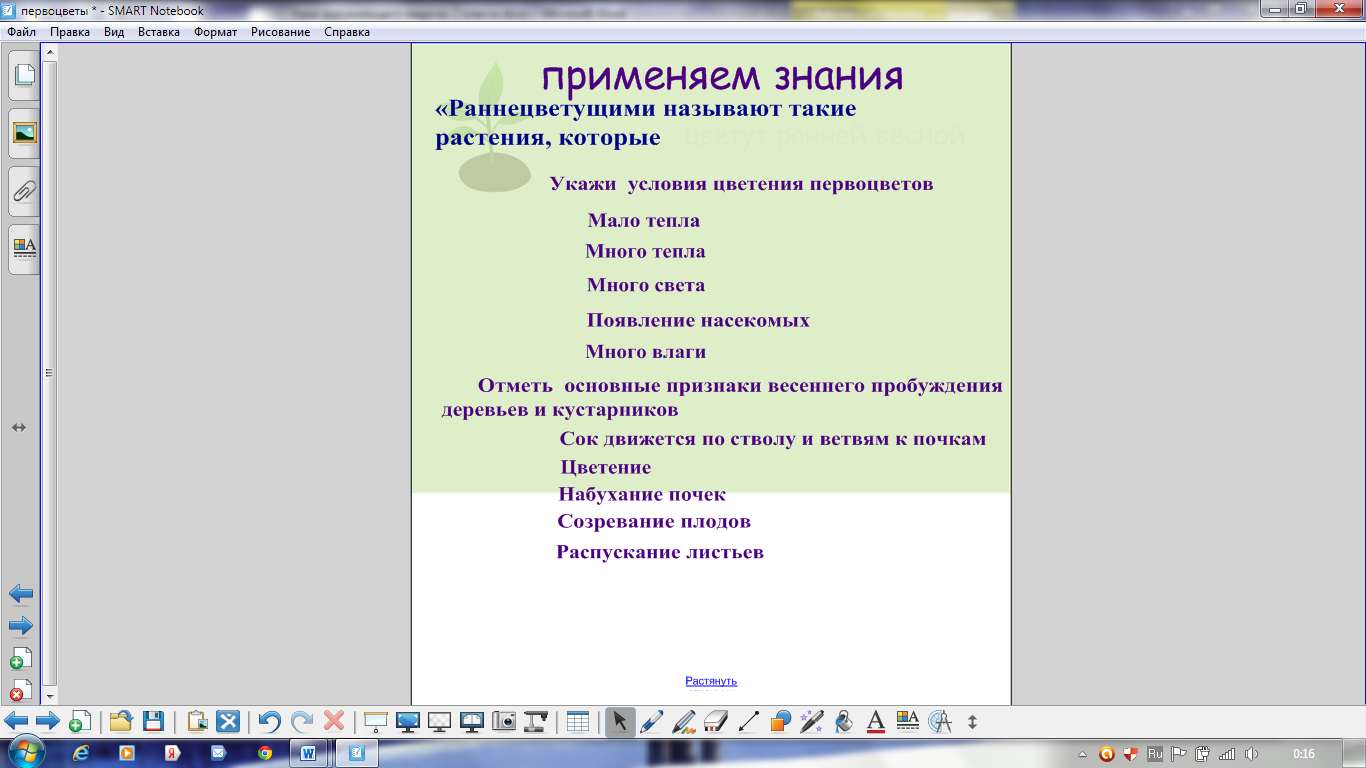 первоцветы * - SMART Notebook
Файл Правка Вид Вставка Формат Рисование Справка
применяем знания
«Раннецветущими называют такие
растения, которые
цветут ранней весной
Укажи условия цветения первоцветов
Мало тепла
Много тепла
Много света
Появление насекомых
Много влаги
Отметь основные признаки весеннего пробуждения
деревьев и кустарников
Сок движется по стволу и ветвям к почкам
Цветение
Набухание почек
Созревание плодов
Распускание листьев
Растянуть
Ru
0:16